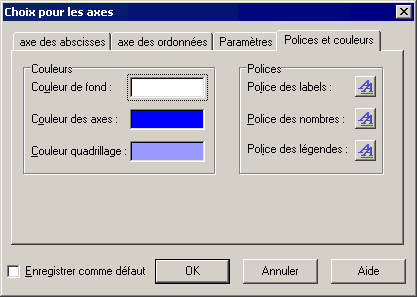 Choix pour les axes
axe des abscisses axe des ordonnées Paramètres Polices et couleurs
Couleurs
Couleur de fond :
Couleur des axes :
Couleur quadrillage :
Polices
Police des labels :
Police des nombres :
Police des légendes :
Enregistrer comme défaut OK Annuler Aide